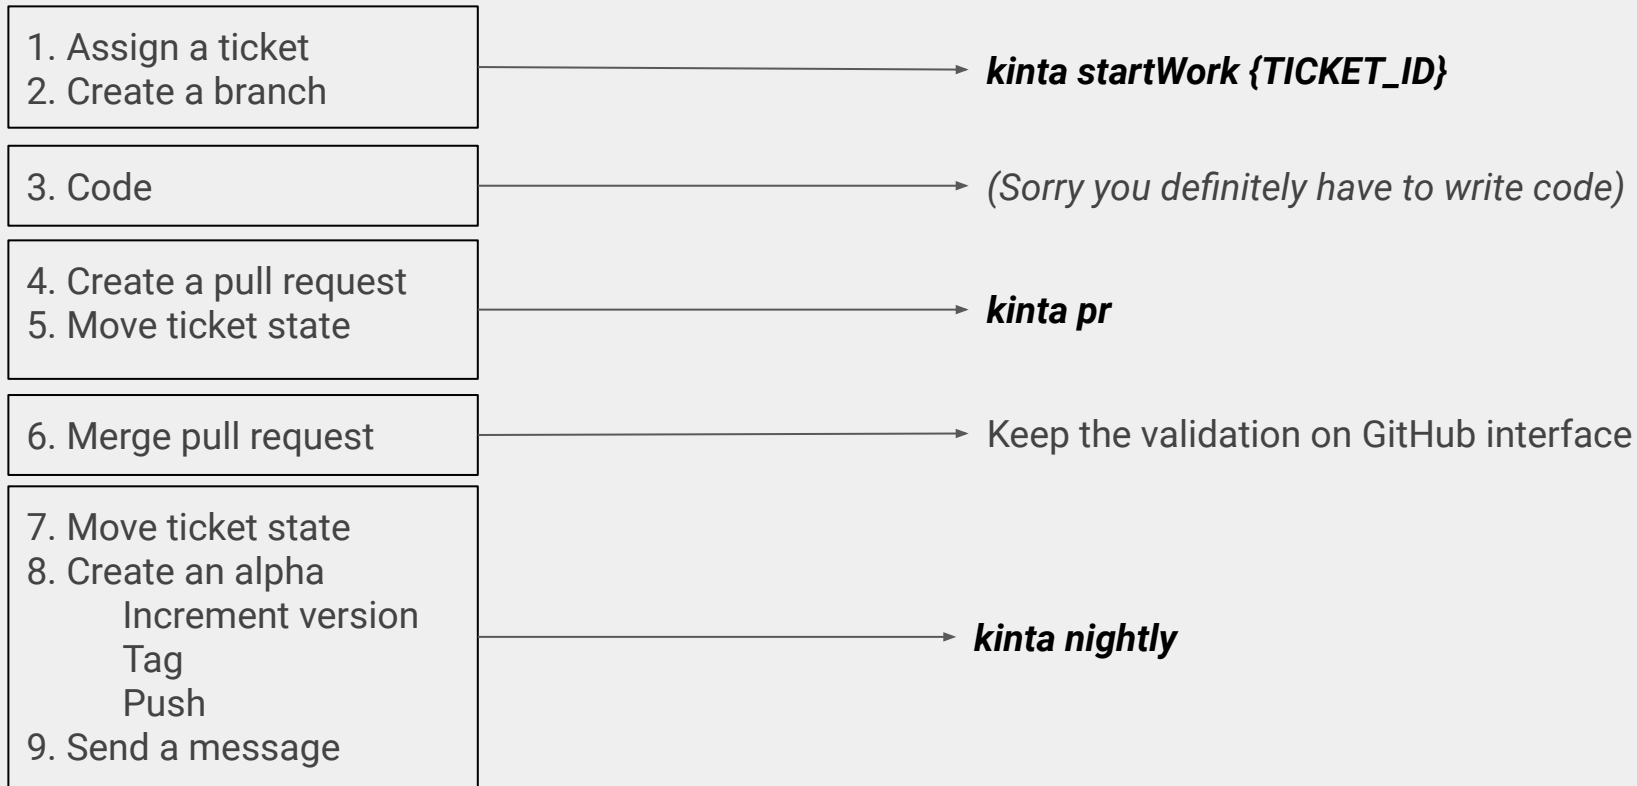 1. Assign a ticket
2. Create a branch
kinta startWork {TICKET_ID}
3. Code
(Sorry you definitely have to write code)
4. Create a pull request
5. Move ticket state
kinta pr
6. Merge pull request
Keep the validation on GitHub interface
7. Move ticket state
8. Create an alpha
Increment version
Tag
Push
9. Send a message
kinta nightly